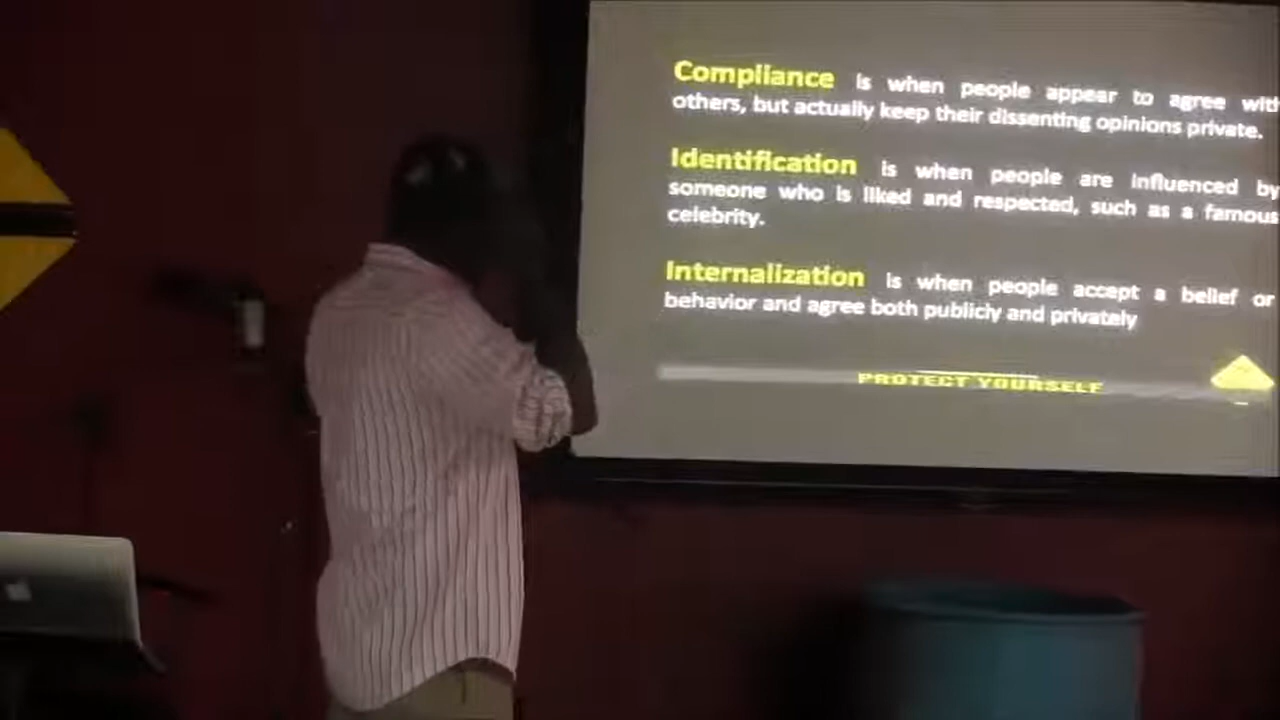 Compliance is when people appear to agree with
others, but actually keep their dissenting opinions private.
Identification is when people are influenced by
someone who is liked and respected, such as a famous
celebrity.
Internalization is when people accept a belief or
behavior and agree both publicly and privately
PROTECT YOURSELF